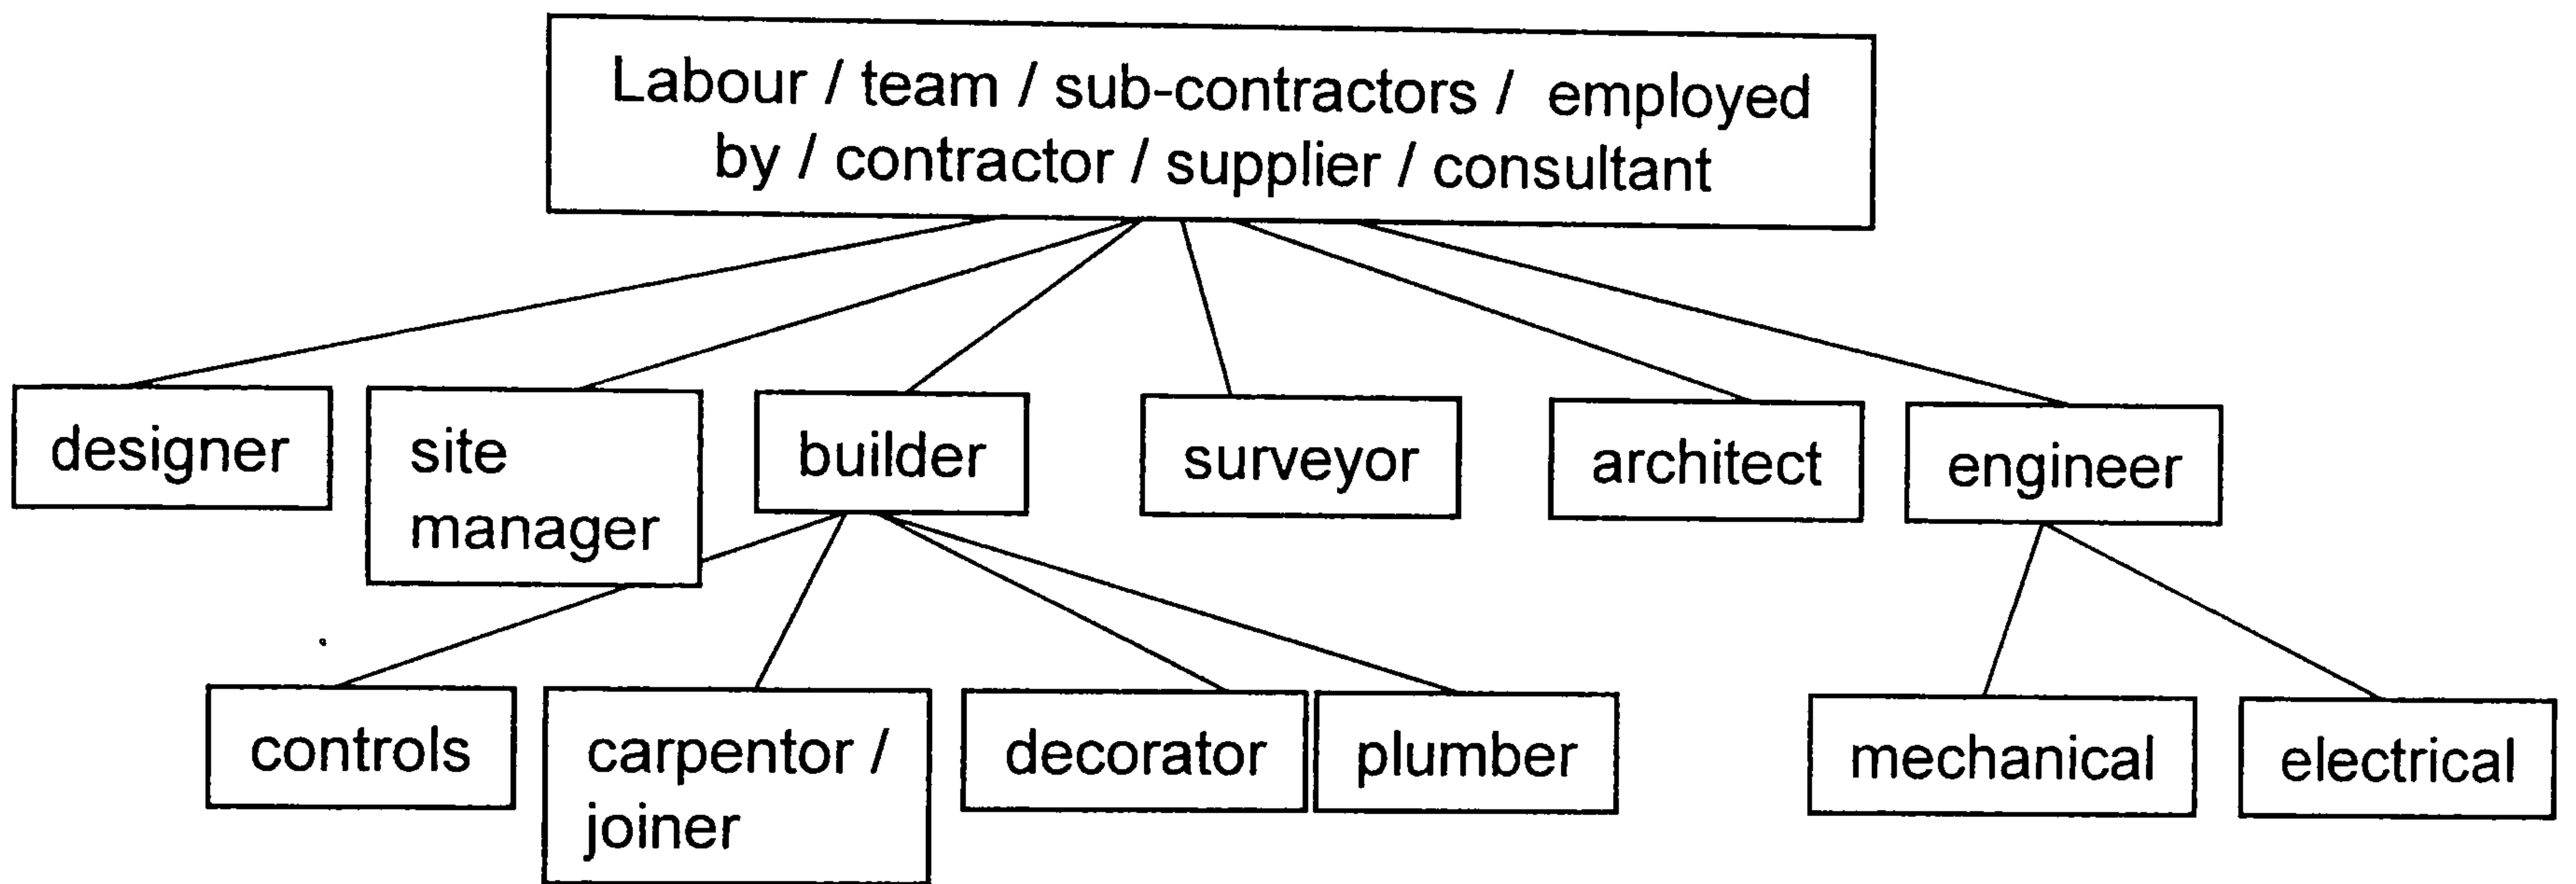 Labour / team / sub-contractors / employed
by / contractor / supplier / consultant
designer
site
manager
builder
surveyor
architect
engineer
controls
carpentor /
joiner
decorator
plumber
mechanical
electrical